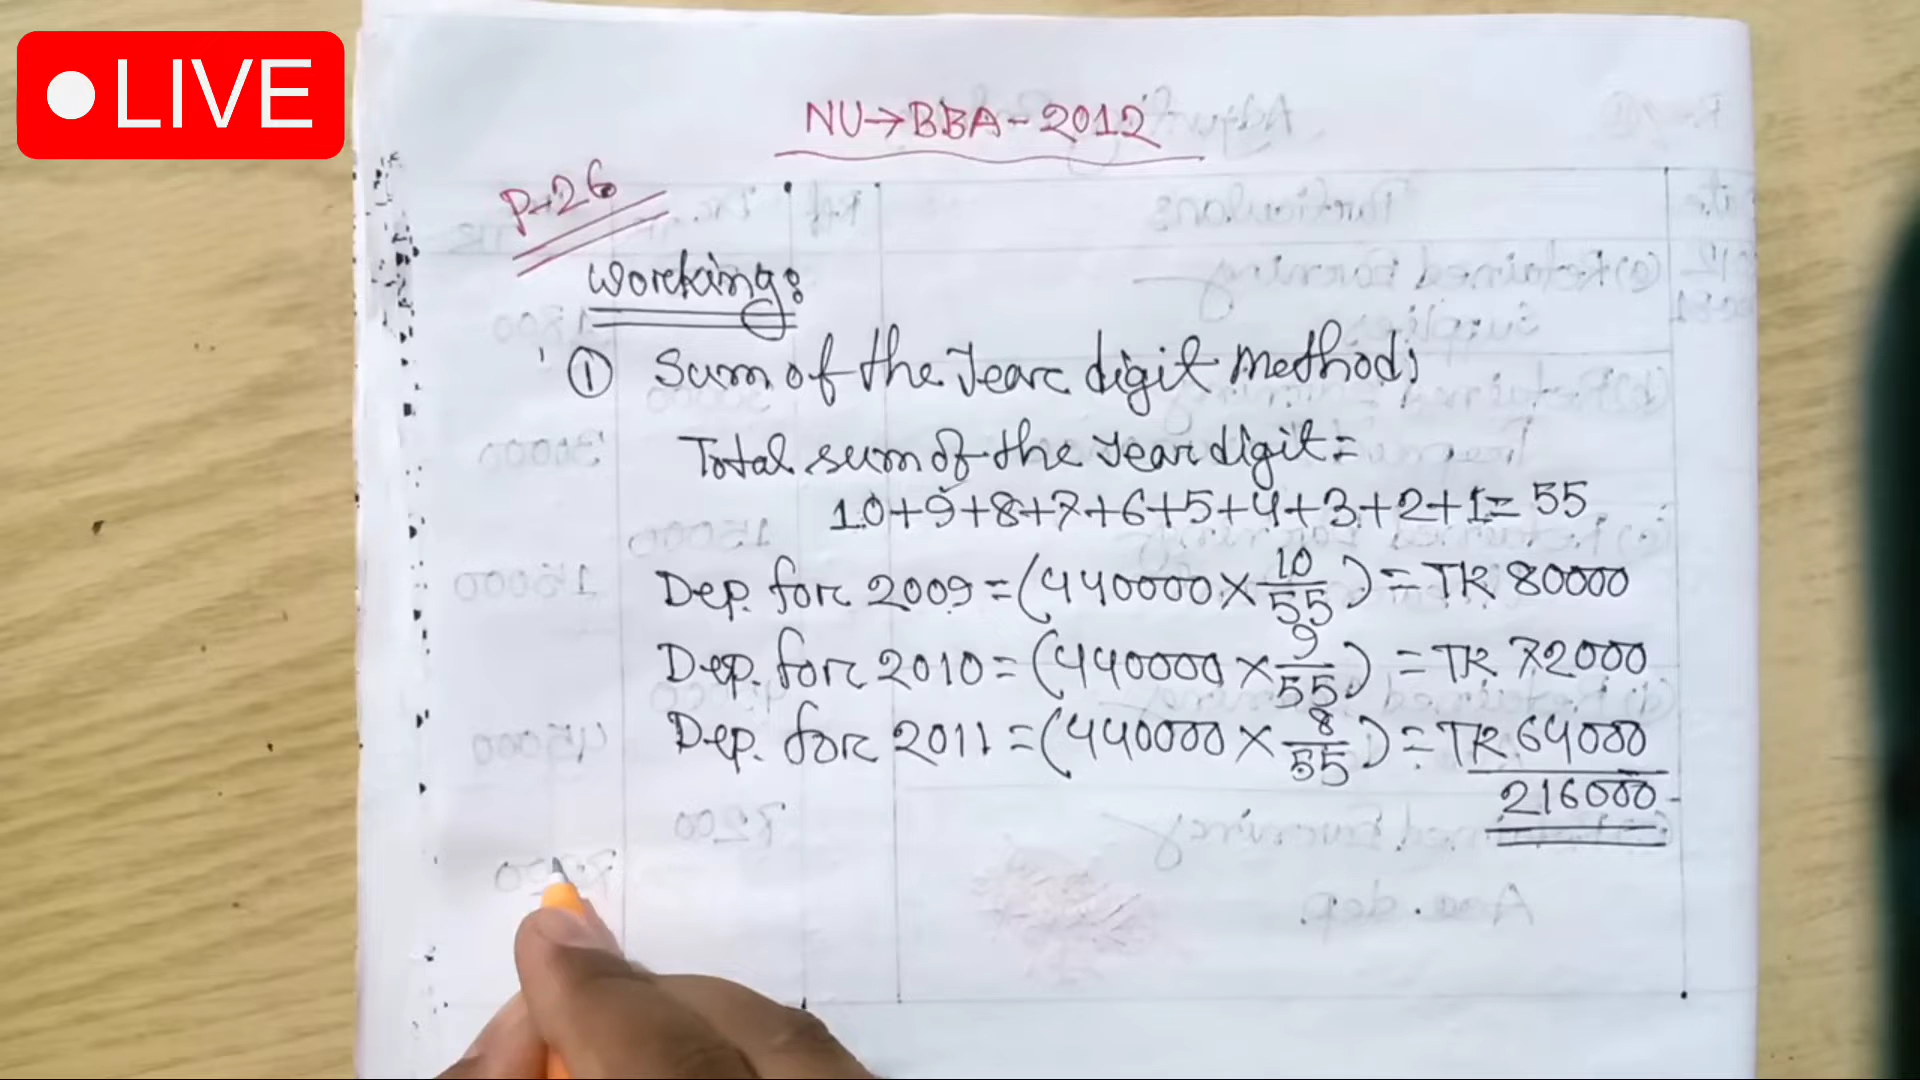 LIVE
NU→BBA-2012
P-26
Working:
① Sum of the Year digit Method:
Total sum of the Year digit =
10+9+8+7+6+5+4+3+2+1= 55
Dep. for 2009 = (440000 × 10/55) = TK 80000
Dep. for 2010 = (440000 × 9/55) = TK 72000
Dep. for 2011 = (440000 × 8/55) = TK 64000
216000